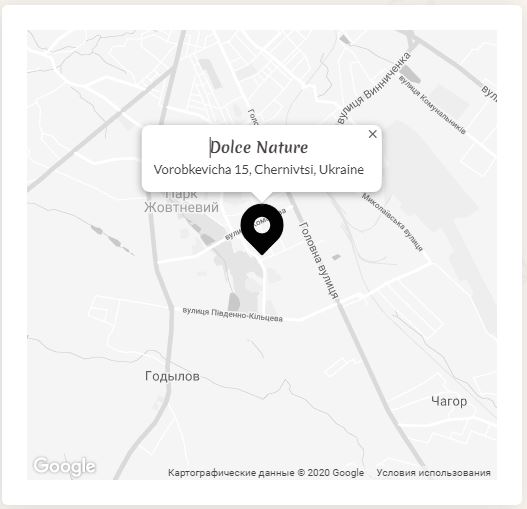 вулиця Винниченка
вулиця Комунальників
Dolce Nature
Vorobkevicha 15, Chernivtsi, Ukraine
Парк
Жовтневий
Миколаївська вулиця
Головна вулиця
вулиця Південно-Кільцева
Годылов
Чагор
Google
Картографические данные © 2020 Google Условия использования